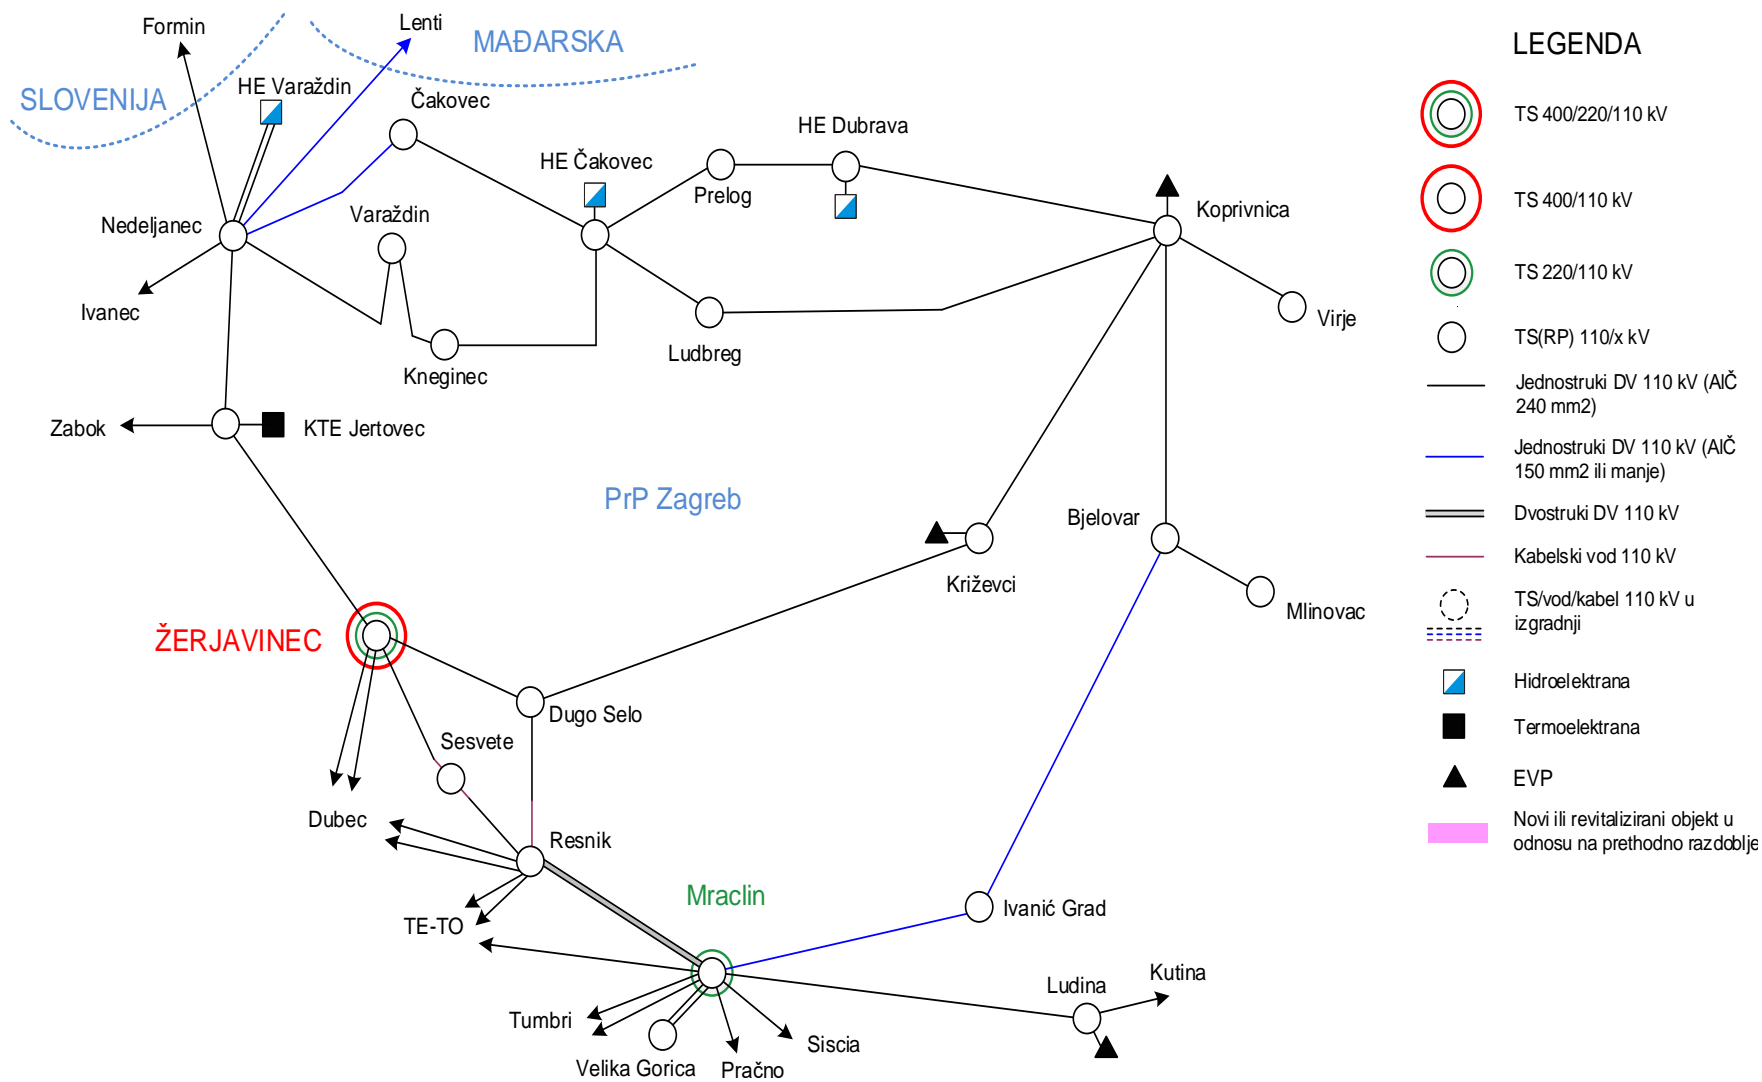 Formin
Lenti
MAĐARSKA
SLOVENIJA
HE Varaždin
Čakovec
HE Dubrava
HE Čakovec
Prelog
Koprivnica
Varaždin
Nedeljanec
Ivanec
Virje
Ludbreg
Kneginec
Zabok
KTE Jertovec
PrP Zagreb
Bjelovar
Križevci
Mlinovac
ŽERJAVINEC
Dugo Selo
Sesvete
Dubec
Resnik
Mraclin
Ivanić Grad
TE-TO
Kutina
Ludina
Tumbri
Siscia
Velika Gorica
Pračno
LEGENDA
TS 400/220/110 kV
TS 400/110 kV
TS 220/110 kV
TS(RP) 110/x kV
Jednostruki DV 110 kV (AlČ
240 mm2)
Jednostruki DV 110 kV (AlČ
150 mm2 ili manje)
Dvostruki DV 110 kV
Kabelski vod 110 kV
TS/vod/kabel 110 kV u
izgradnji
Hidroelektrana
Termoelektrana
EVP
Novi ili revitalizirani objekt u
odnosu na prethodno razdoblje